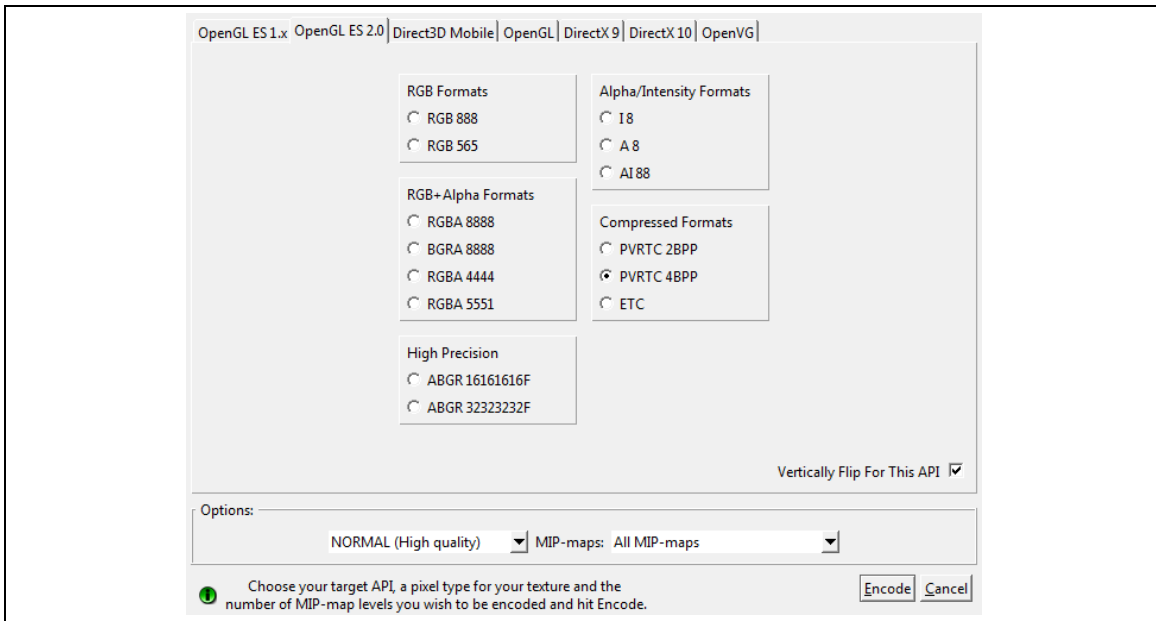 OpenGL ES 1.x OpenGL ES 2.0 Direct3D Mobile OpenGL DirectX 9 DirectX 10 OpenVG
RGB Formats
RGB 888
RGB 565
RGB+Alpha Formats
RGBA 8888
BGRA 8888
RGBA 4444
RGBA 5551
High Precision
ABGR 16161616F
ABGR 32323232F
Alpha/Intensity Formats
I 8
A 8
AI 88
Compressed Formats
PVRTC 2BPP
PVRTC 4BPP
ETC
Vertically Flip For This API
Options:
NORMAL (High quality) MIP-maps: All MIP-maps
Choose your target API, a pixel type for your texture and the
number of MIP-map levels you wish to be encoded and hit Encode.
Encode Cancel